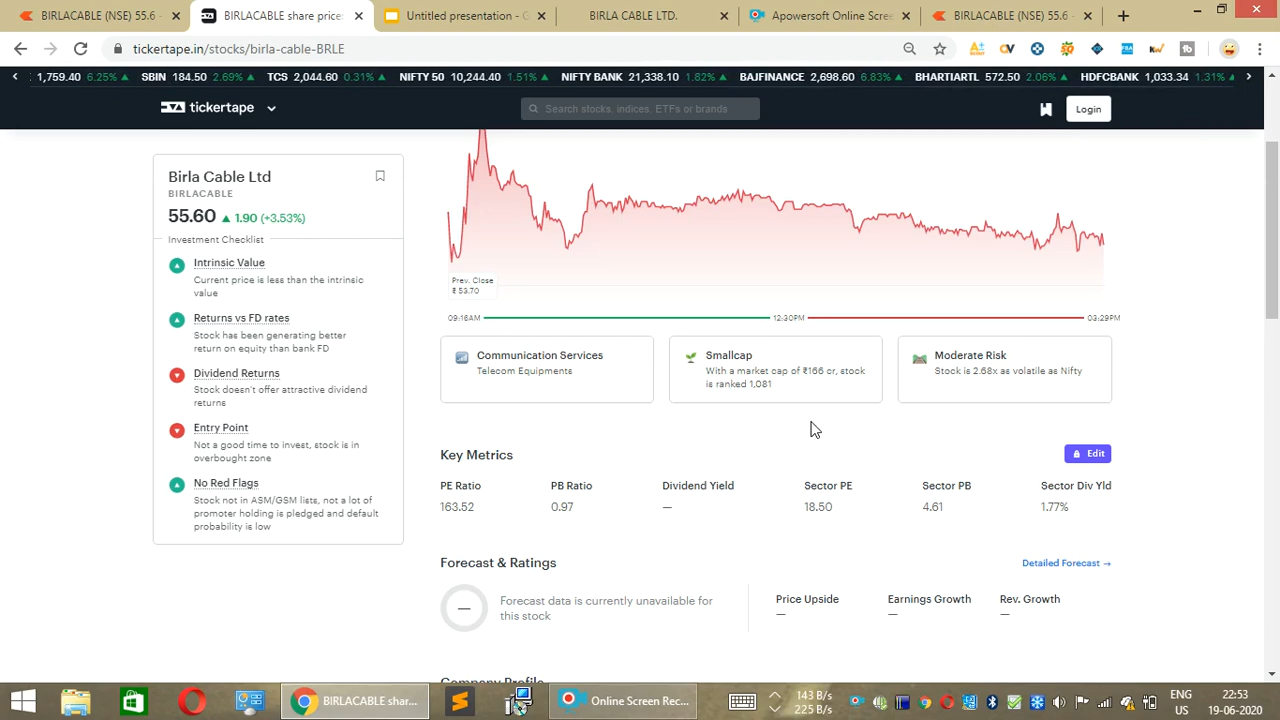 BIRLACABLE (NSE) 55.6 -
BIRLACABLE share price
Untitled presentation - G
BIRLA CABLE LTD.
Apowersoft Online Scree
BIRLACABLE (NSE) 55.6 -
tickertape.in/stocks/birla-cable-BRLE
1,759.40 6.25% SBIN 184.50 2.69% TCS 2,044.60 0.31% NIFTY 50 10,244.40 1.51% NIFTY BANK 21,338.10 1.82% BAJFINANCE 2,698.60 6.83% BHARTIARTL 572.50 2.06% HDFCBANK 1,033.34 1.31%
tickertape
Search stocks, indices, ETFs or brands
Login
Birla Cable Ltd
BIRLACABLE
55.60 1.90 (+3.53%)
Investment Checklist
Intrinsic Value
Current price is less than the intrinsic
value
Returns vs FD rates
Stock has been generating better
return on equity than bank FD
Dividend Returns
Stock doesn't offer attractive dividend
returns
Entry Point
Not a good time to invest, stock is in
overbought zone
No Red Flags
Stock not in ASM/GSM lists, not a lot of
promoter holding is pledged and default
probability is low
Prev. Close
₹ 53.70
09:16AM 12:30PM 03:29PM
Communication Services
Telecom Equipments
Smallcap
With a market cap of ₹166 cr, stock
is ranked 1,081
Moderate Risk
Stock is 2.68x as volatile as Nifty
Key Metrics
Edit
PE Ratio PB Ratio Dividend Yield Sector PE Sector PB Sector Div Yld
163.52 0.97 — 18.50 4.61 1.77%
Forecast & Ratings
Detailed Forecast →
Forecast data is currently unavailable for
this stock
Price Upside Earnings Growth Rev. Growth
— — —
Company Profile
BIRLACABLE shar...
Online Screen Rec...
143 B/s
225 B/s
ENG
US
22:53
19-06-2020